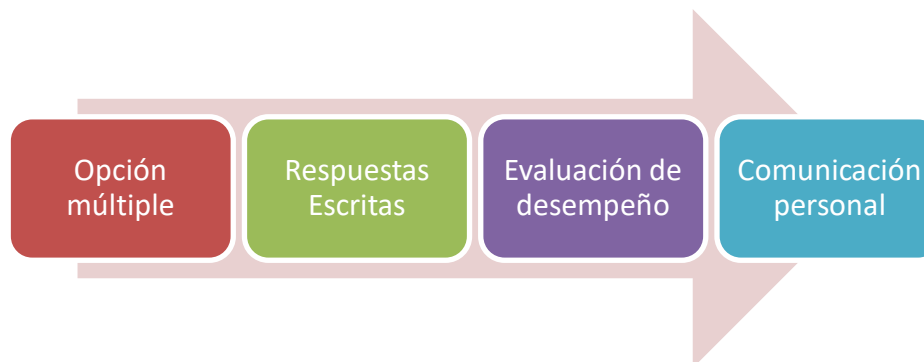 Opción
múltiple
Respuestas
Escritas
Evaluación de
desempeño
Comunicación
personal